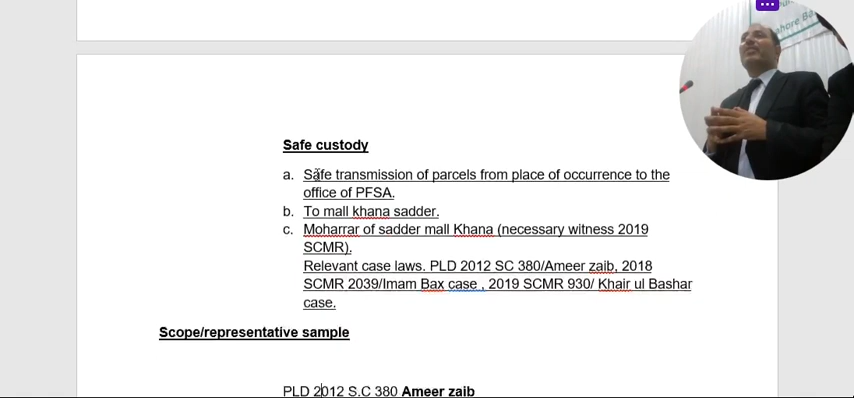 Safe custody
a. Safe transmission of parcels from place of occurrence to the
office of PFSA.
b. To mall khana sadder.
c. Moharrar of sadder mall Khana (necessary witness 2019
SCMR).
Relevant case laws. PLD 2012 SC 380/Ameer zaib, 2018
SCMR 2039/Imam Bax case , 2019 SCMR 930/ Khair ul Bashar
case.
Scope/representative sample
PLD 2012 S.C 380 Ameer zaib